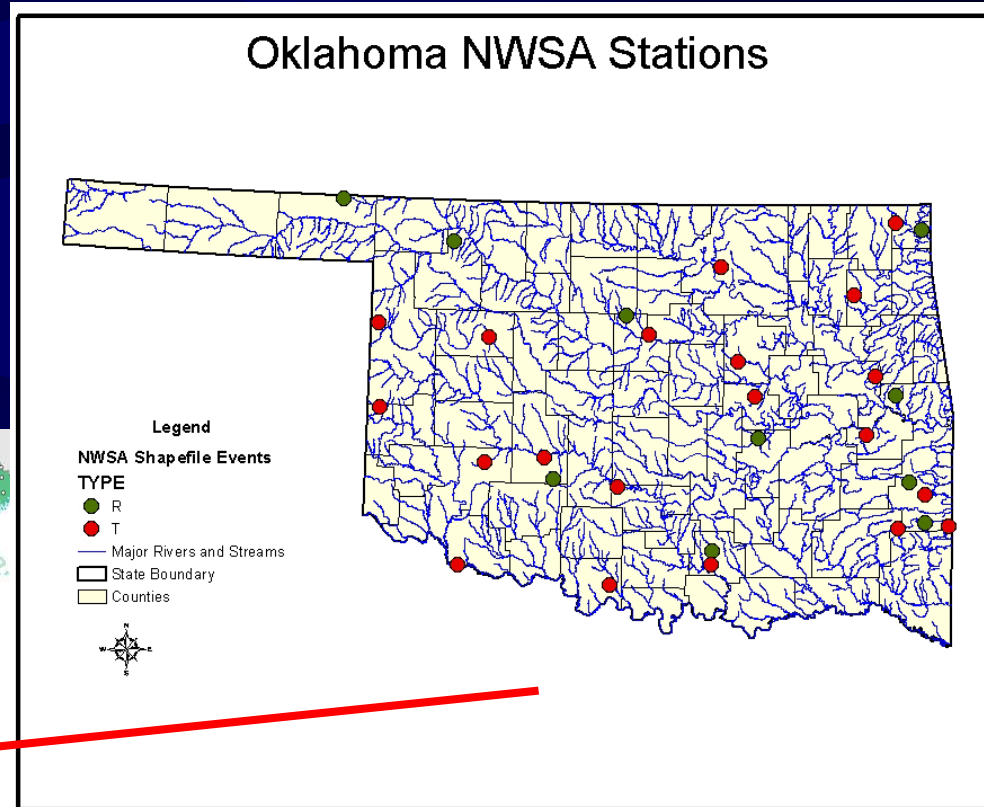 Oklahoma NWSA Stations
Legend
NWSA Shapefile Events
TYPE
R
T
Major Rivers and Streams
State Boundary
Counties
N
W E
S